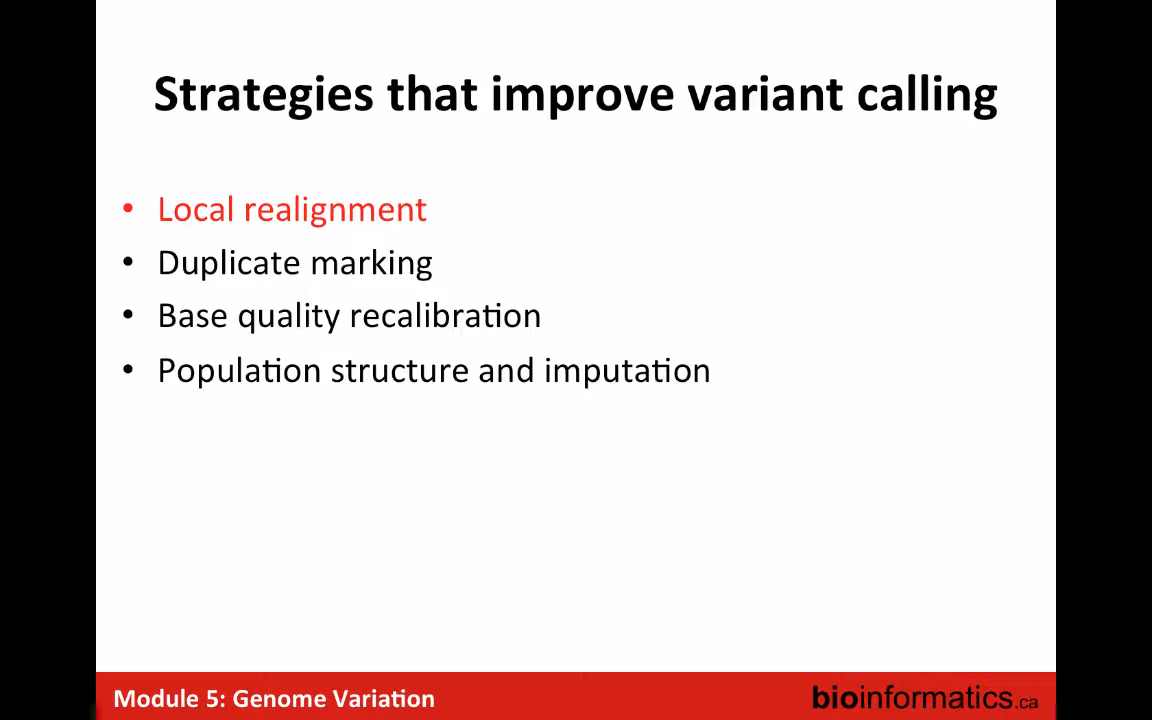 Strategies that improve variant calling
• Local realignment
• Duplicate marking
• Base quality recalibration
• Population structure and imputation
Module 5: Genome Variation
bioinformatics.ca